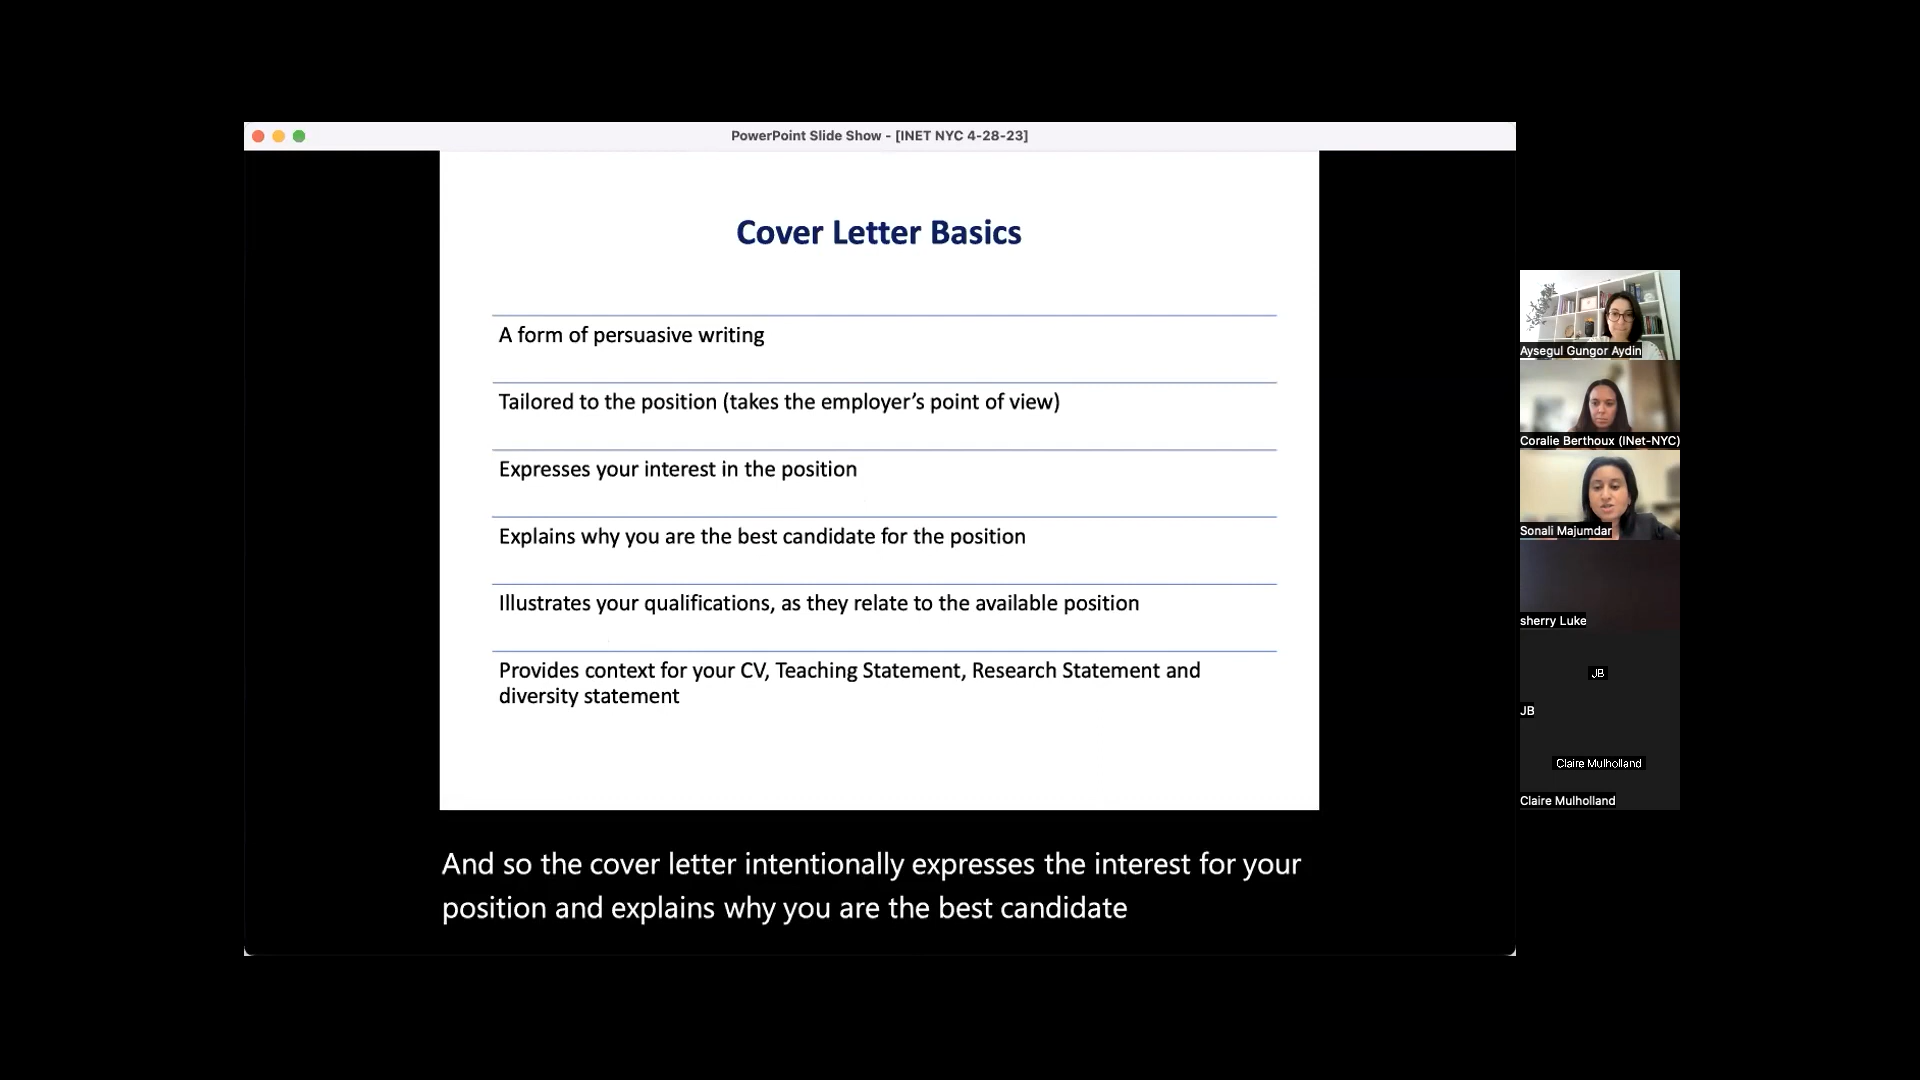 PowerPoint Slide Show - [INET NYC 4-28-23]
Cover Letter Basics
A form of persuasive writing
Tailored to the position (takes the employer’s point of view)
Expresses your interest in the position
Explains why you are the best candidate for the position
Illustrates your qualifications, as they relate to the available position
Provides context for your CV, Teaching Statement, Research Statement and
diversity statement
And so the cover letter intentionally expresses the interest for your
position and explains why you are the best candidate
Aysegul Gungor Aydin
Coralie Berthoux (INet-NYC)
Sonali Majumdar
sherry Luke
JB
JB
Claire Mulholland
Claire Mulholland